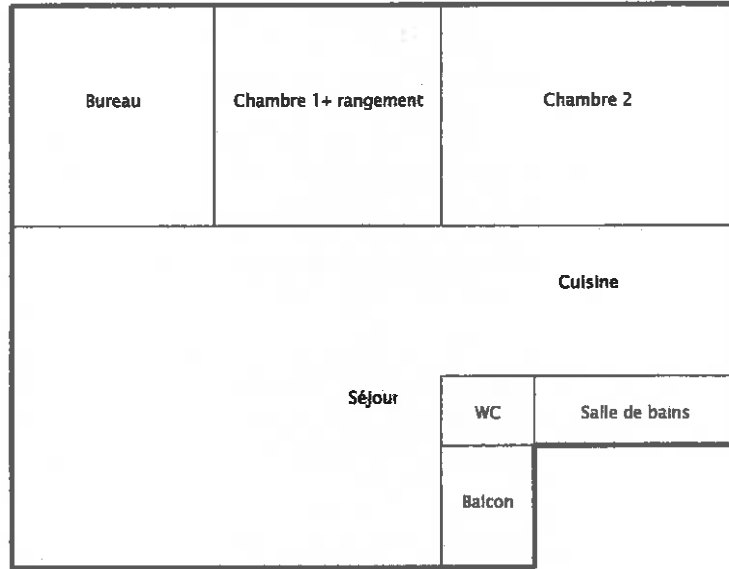 Bureau
Chambre 1+ rangement
Chambre 2
Cuisine
Séjour
WC
Salle de bains
Balcon